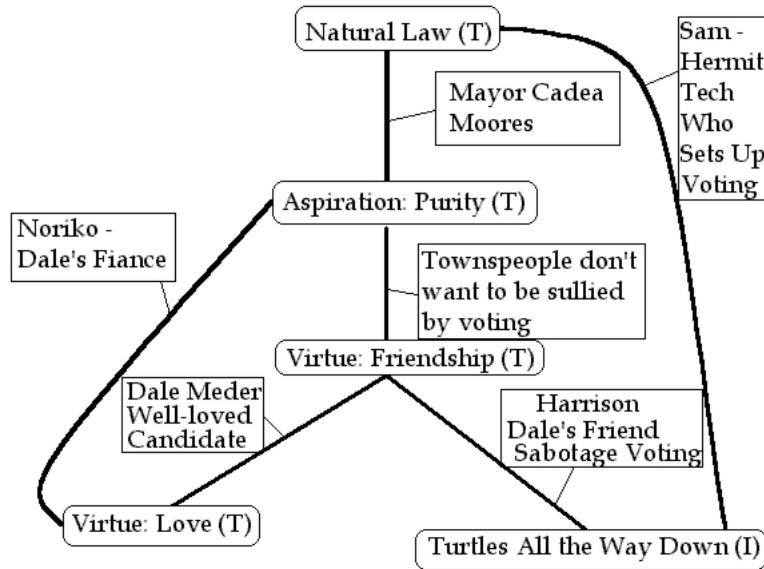 Natural Law (T)
Sam -
Hermit
Tech
Who
Sets Up
Voting
Mayor Cadea
Moores
Aspiration: Purity (T)
Noriko -
Dale's Fiance
Townspeople don't
want to be sullied
by voting
Virtue: Friendship (T)
Dale Meder
Well-loved
Candidate
Harrison
Dale's Friend
Sabotage Voting
Virtue: Love (T)
Turtles All the Way Down (I)